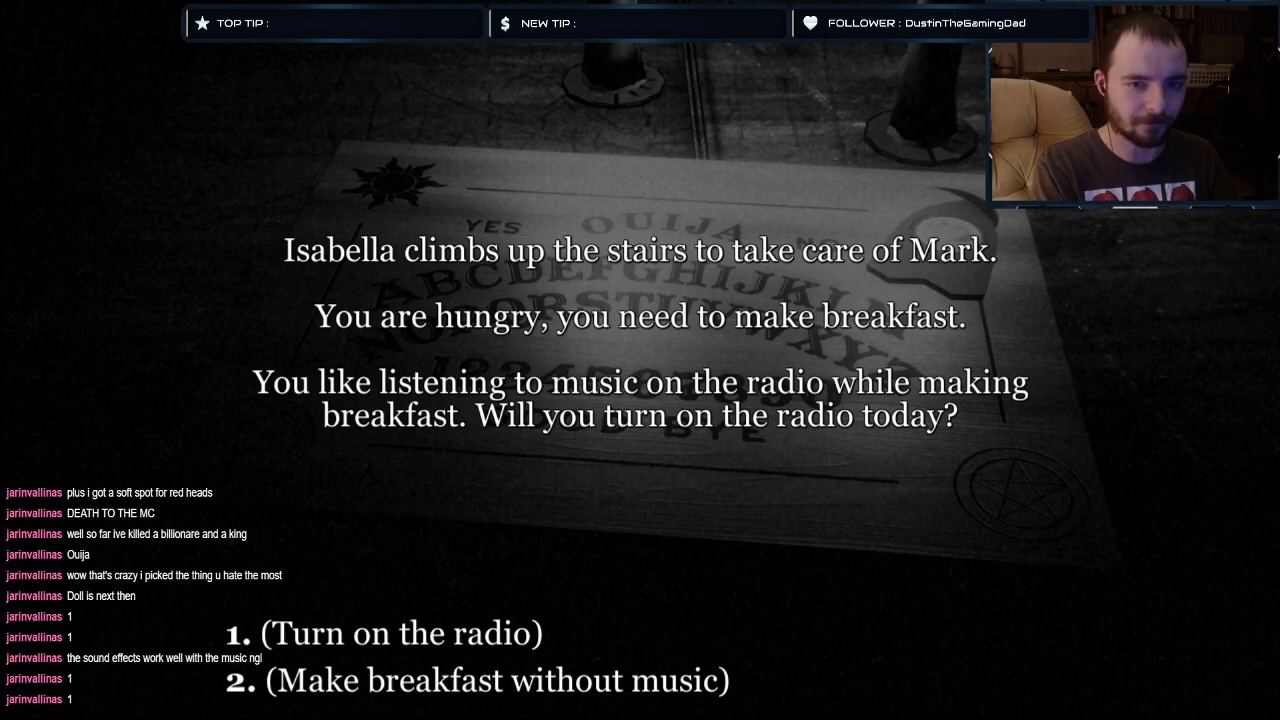 TOP TIP :
NEW TIP :
FOLLOWER : DustinTheGamingDad
YES
OUIJA
Isabella climbs up the stairs to take care of Mark.
You are hungry, you need to make breakfast.
You like listening to music on the radio while making
breakfast. Will you turn on the radio today?
jarinvallinas plus i got a soft spot for red heads
jarinvallinas DEATH TO THE MC
jarinvallinas well so far ive killed a billionare and a king
jarinvallinas Ouija
jarinvallinas wow that's crazy i picked the thing u hate the most
jarinvallinas Doll is next then
jarinvallinas 1
jarinvallinas 1
jarinvallinas the sound effects work well with the music ngl
jarinvallinas 1
jarinvallinas 1
1. (Turn on the radio)
2. (Make breakfast without music)